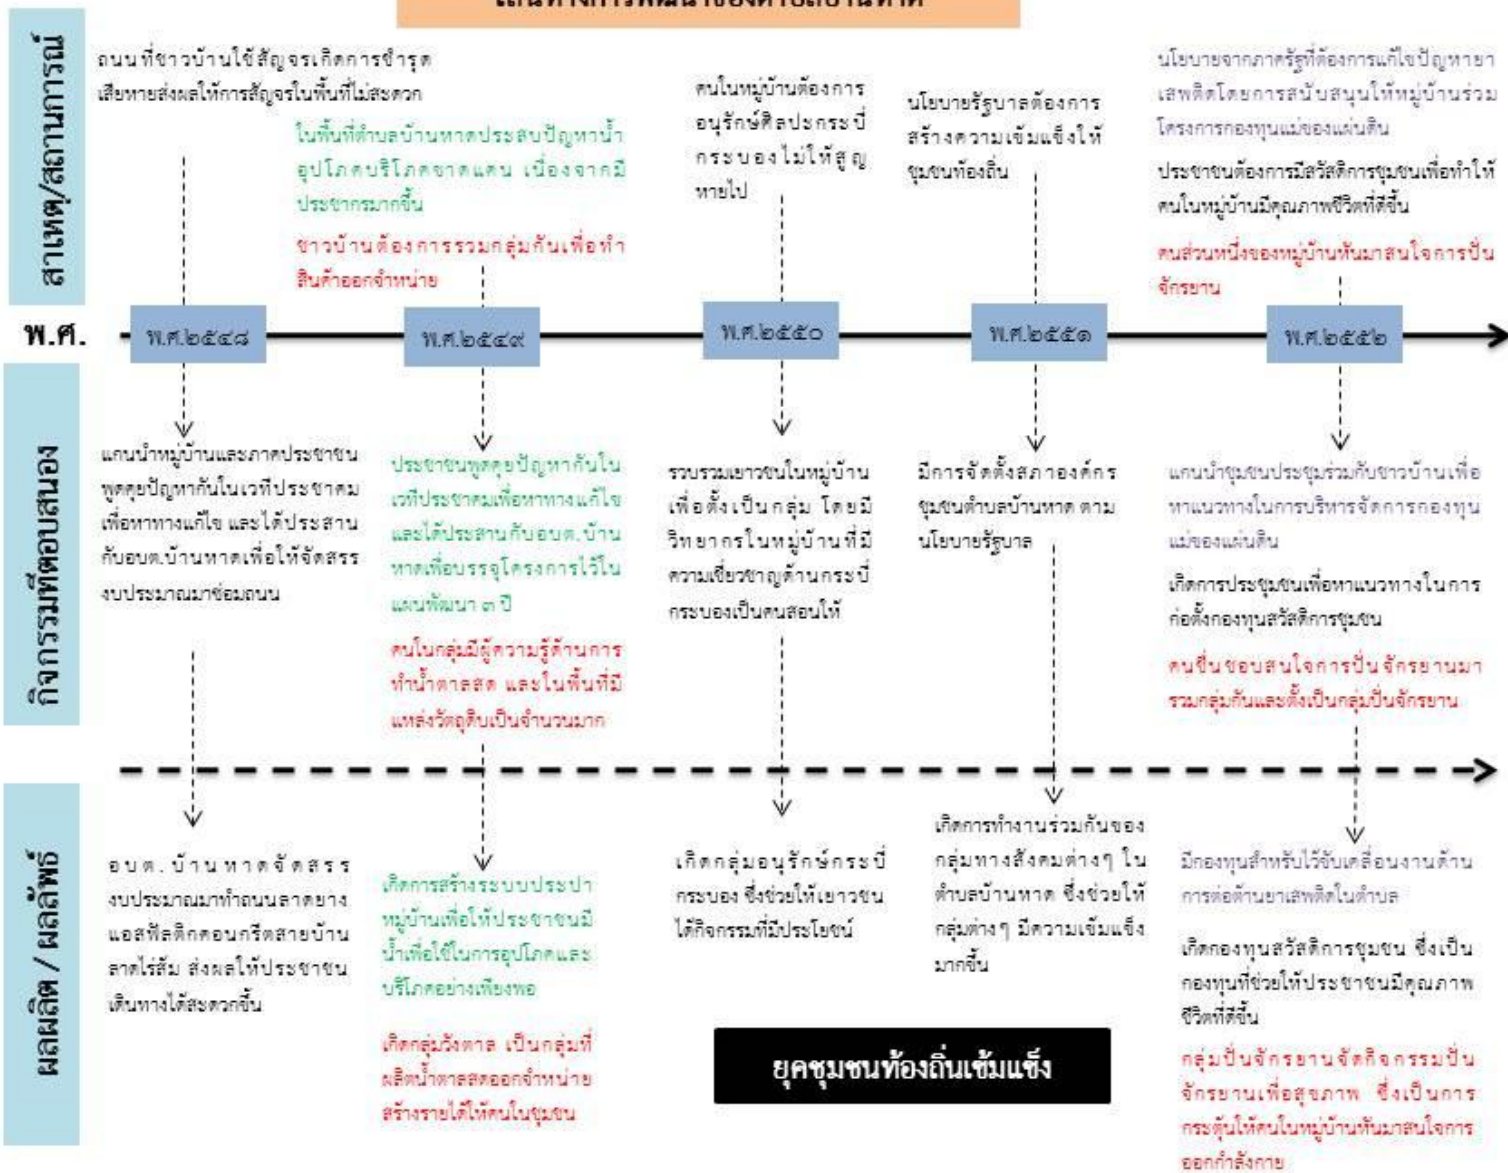 เส้นทางการพัฒนาของตำบลบ้านหาด
สาเหตุ/สถานการณ์
ถนนที่ชาวบ้านใช้สัญจรเกิดการชำรุด
เสียหายส่งผลให้การสัญจรในพื้นที่ไม่สะดวก
ในพื้นที่ตำบลบ้านหาดประสบปัญหาน้ำ
อุปโภคบริโภคขาดแคน เนื่องจากมี
ประชากรมากขึ้น
ชาวบ้านต้องการรวมกลุ่มกันเพื่อทำ
สินค้าออกจำหน่าย
คนในหมู่บ้านต้องการ
อนุรักษ์ศิลปะกระบี่
กระบองไม่ให้สูญ
หายไป
นโยบายรัฐบาลต้องการ
สร้างความเข้มแข็งให้
ชุมชนท้องถิ่น
นโยบายจากภาครัฐที่ต้องการแก้ไขปัญหายา
เสพติดโดยการสนับสนุนให้หมู่บ้านร่วม
โครงการกองทุนแม่ของแผ่นดิน
ประชาชนต้องการมีสวัสดิการชุมชนเพื่อทำให้
คนในหมู่บ้านมีคุณภาพชีวิตที่ดีขึ้น
คนส่วนหนึ่งของหมู่บ้านหันมาสนใจการปั่น
จักรยาน
พ.ศ.
พ.ศ.๒๕๔๘
พ.ศ.๒๕๔๙
พ.ศ.๒๕๕๐
พ.ศ.๒๕๕๑
พ.ศ.๒๕๕๒
กิจกรรมที่ตอบสนอง
แกนนำหมู่บ้านและภาคประชาชน
พูดคุยปัญหากันในเวทีประชาคม
เพื่อหาทางแก้ไข และได้ประสาน
กับอบต.บ้านหาดเพื่อให้จัดสรร
งบประมาณมาซ่อมถนน
ประชาชนพูดคุยปัญหากันใน
เวทีประชาคมเพื่อหาทางแก้ไข
และได้ประสานกับอบต.บ้าน
หาดเพื่อบรรจุโครงการไว้ใน
แผนพัฒนา ๓ ปี
คนในกลุ่มมีผู้ความรู้ด้านการ
ทำน้ำตาลสด และในพื้นที่มี
แหล่งวัตถุดิบเป็นจำนวนมาก
รวบรวมเยาวชนในหมู่บ้าน
เพื่อตั้งเป็นกลุ่ม โดยมี
วิทยากรในหมู่บ้านที่มี
ความเชี่ยวชาญด้านกระบี่
กระบองเป็นคนสอนให้
มีการจัดตั้งสภาองค์กร
ชุมชนตำบลบ้านหาด ตาม
นโยบายรัฐบาล
แกนนำชุมชนประชุมร่วมกับชาวบ้านเพื่อ
หาแนวทางในการบริหารจัดการกองทุน
แม่ของแผ่นดิน
เกิดการประชุมชนเพื่อหาแนวทางในการ
ก่อตั้งกองทุนสวัสดิการชุมชน
คนชื่นชอบสนใจการปั่นจักรยานมา
รวมกลุ่มกันและตั้งเป็นกลุ่มปั่นจักรยาน
ผลผลิต / ผลลัพธ์
อบต.บ้านหาดจัดสรร
งบประมาณมาทำถนนลาดยาง
แอสฟัลติกคอนกรีตสายบ้าน
ลาดไร่ส้ม ส่งผลให้ประชาชน
เดินทางได้สะดวกขึ้น
เกิดการสร้างระบบประปา
หมู่บ้านเพื่อให้ประชาชนมี
น้ำเพื่อใช้ในการอุปโภคและ
บริโภคอย่างเพียงพอ
เกิดกลุ่มวังตาล เป็นกลุ่มที่
ผลิตน้ำตาลสดออกจำหน่าย
สร้างรายได้ให้คนในชุมชน
เกิดกลุ่มอนุรักษ์กระบี่
กระบอง ซึ่งช่วยให้เยาวชน
ได้กิจกรรมที่มีประโยชน์
เกิดการทำงานร่วมกันของ
กลุ่มทางสังคมต่างๆ ใน
ตำบลบ้านหาด ซึ่งช่วยให้
กลุ่มต่างๆ มีความเข้มแข็ง
มากขึ้น
มีกองทุนสำหรับไว้ขับเคลื่อนงานด้าน
การต่อต้านยาเสพติดในตำบล
เกิดกองทุนสวัสดิการชุมชน ซึ่งเป็น
กองทุนที่ช่วยให้ประชาชนมีคุณภาพ
ชีวิตที่ดีขึ้น
กลุ่มปั่นจักรยานจัดกิจกรรมปั่น
จักรยานเพื่อสุขภาพ ซึ่งเป็นการ
กระตุ้นให้คนในหมู่บ้านหันมาสนใจการ
ออกกำลังกาย
ยุคชุมชนท้องถิ่นเข้มแข็ง